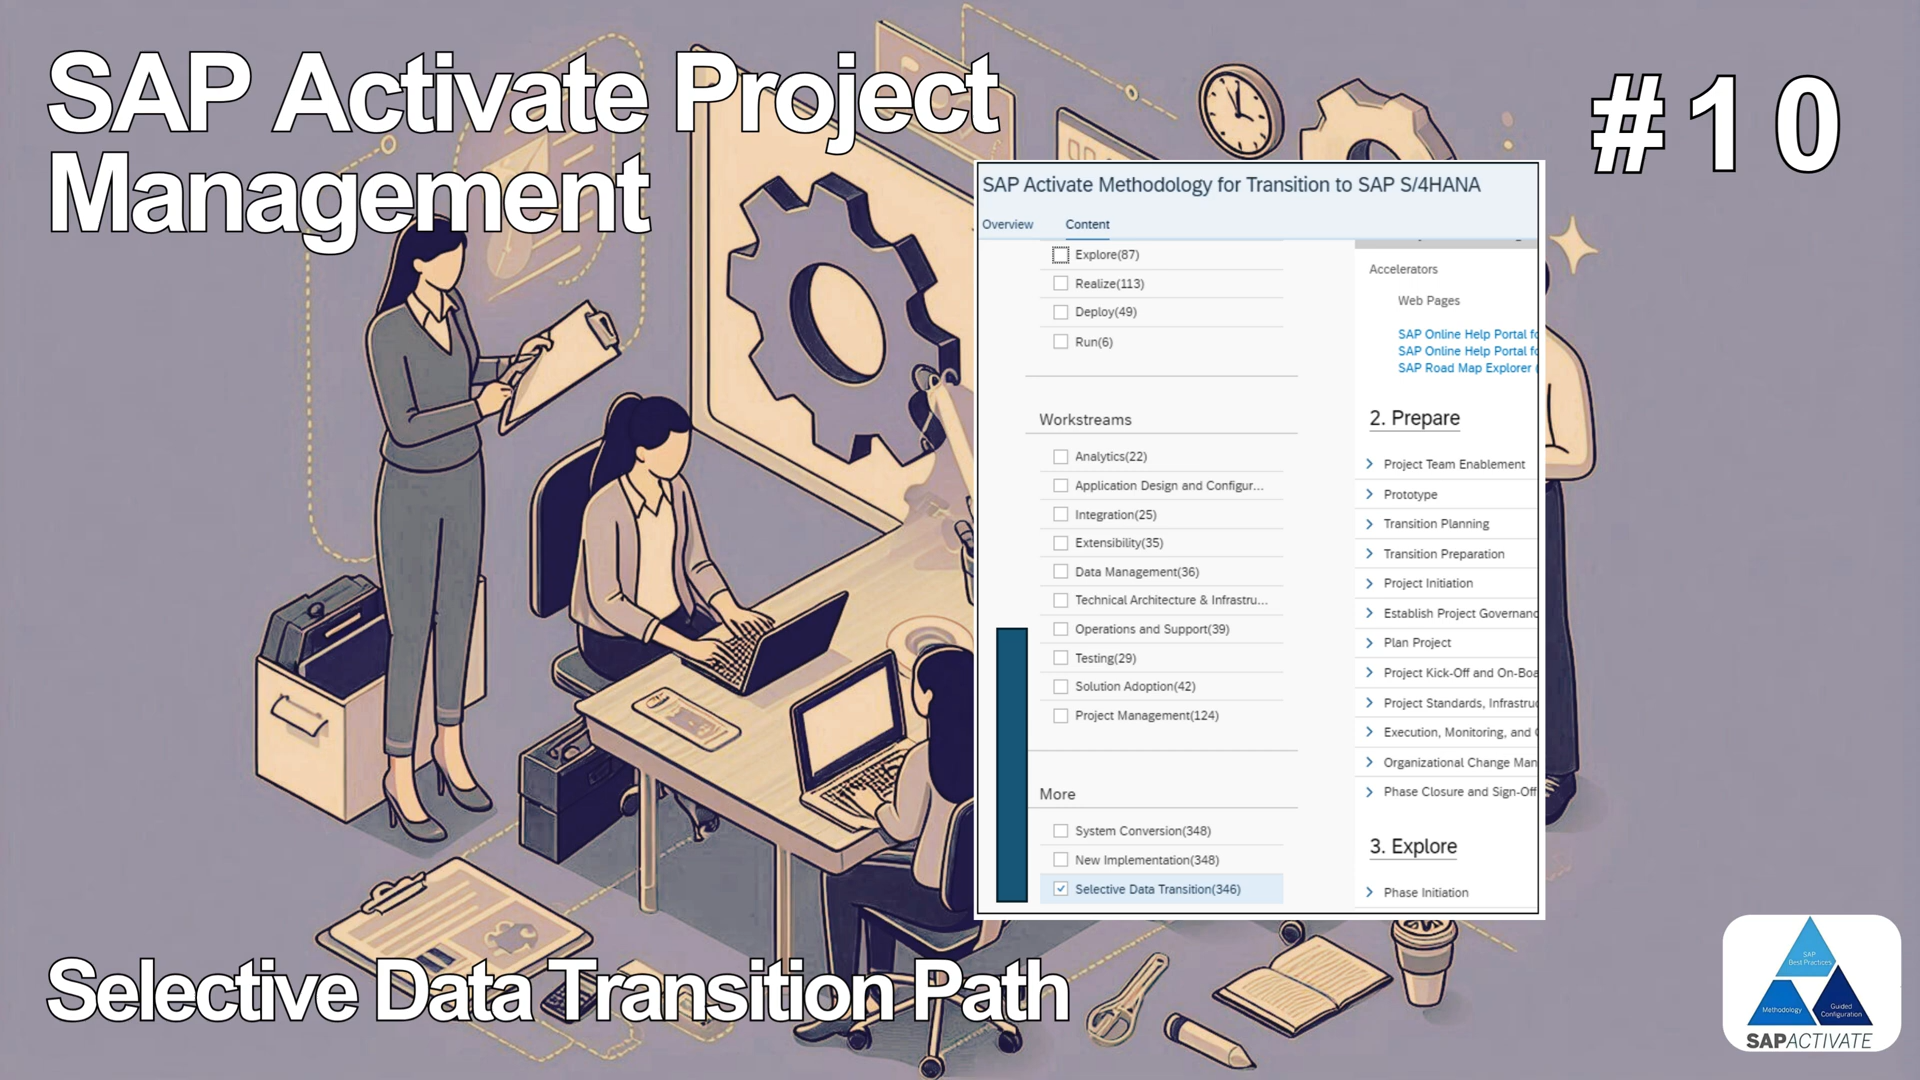 SAP Activate Project
Management
#10
SAP Activate Methodology for Transition to SAP S/4HANA
Overview
Content
Explore(87)
Realize(113)
Deploy(49)
Run(6)
Workstreams
Analytics(22)
Application Design and Configur...
Integration(25)
Extensibility(35)
Data Management(36)
Technical Architecture & Infrastru...
Operations and Support(39)
Testing(29)
Solution Adoption(42)
Project Management(124)
More
System Conversion(348)
New Implementation(348)
Selective Data Transition(346)
Accelerators
Web Pages
SAP Online Help Portal
SAP Online Help Portal
SAP Road Map Explorer
2. Prepare
Project Team Enablement
Prototype
Transition Planning
Transition Preparation
Project Initiation
Establish Project
Plan Project
Project Kick-Off and
Project Standards,
Execution, Monitoring, and
Organizational Change
Phase Closure and Sign-Off
3. Explore
Phase Initiation
Selective Data Transition Path
SAP
Best Practices
Methodology
Guided
Configuration
SAP ACTIVATE